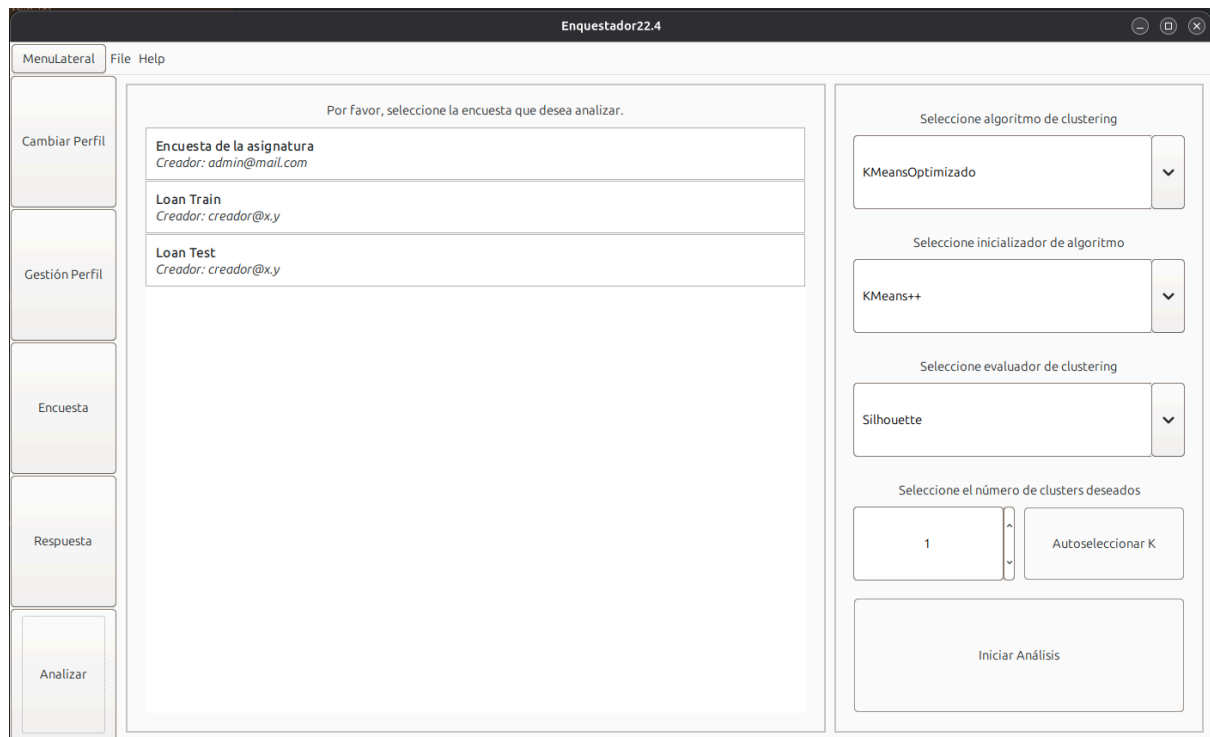 Enquestador22.4
MenuLateral File Help
Cambiar Perfil
Gestión Perfil
Encuesta
Respuesta
Analizar
Por favor, seleccione la encuesta que desea analizar.
Encuesta de la asignatura
Creador: admin@mail.com
Loan Train
Creador: creador@x.y
Loan Test
Creador: creador@x.y
Seleccione algoritmo de clustering
KMeansOptimizado
Seleccione inicializador de algoritmo
KMeans++
Seleccione evaluador de clustering
Silhouette
Seleccione el número de clusters deseados
1
Autoseleccionar K
Iniciar Análisis